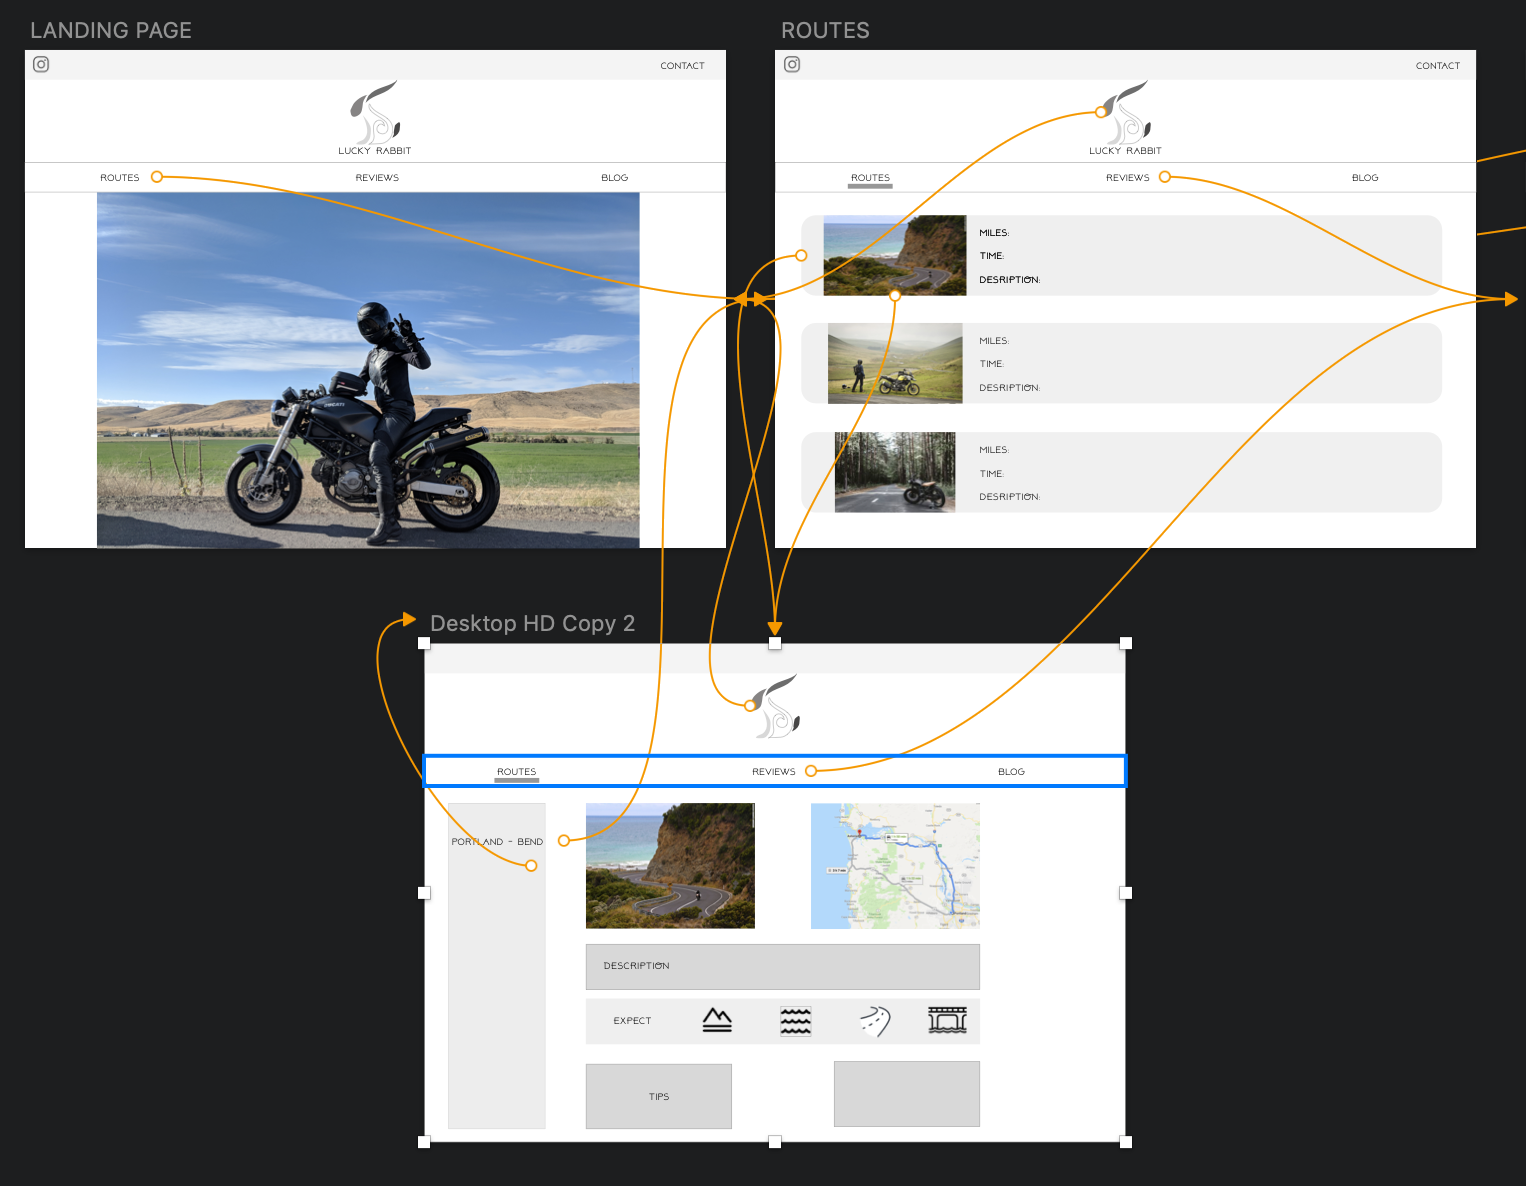 LANDING PAGE
CONTACT
LUCKY RABBIT
ROUTES
REVIEWS
BLOG
DUCATI
ROUTES
CONTACT
LUCKY RABBIT
ROUTES
REVIEWS
BLOG
MILES:
TIME:
DESRIPTION:
MILES:
TIME:
DESRIPTION:
MILES:
TIME:
DESRIPTION:
Desktop HD Copy 2
ROUTES
REVIEWS
BLOG
PORTLAND - BEND
DESCRIPTION
EXPECT
TIPS